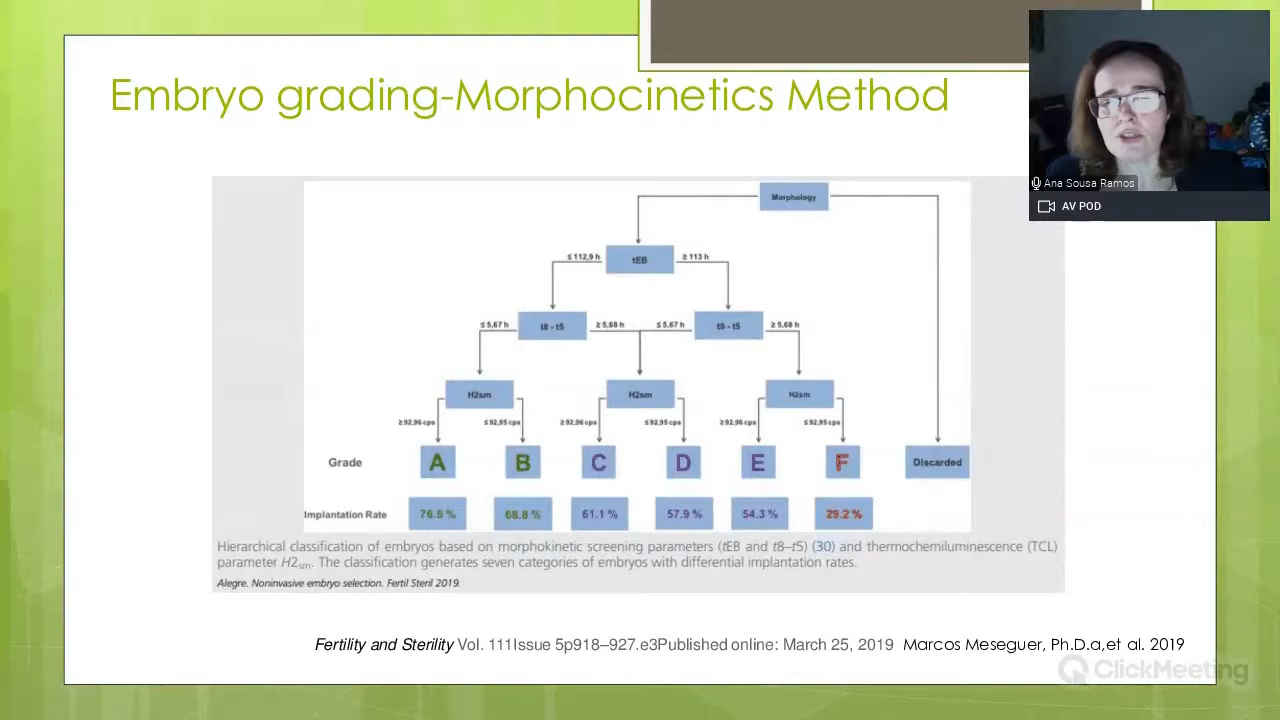 Embryo grading-Morphocinetics Method
Ana Sousa Ramos
AV POD
Morphology
≤ 112,9 h
tEB
≥ 113 h
≤ 5,67 h
t8 - t5
≥ 5,68 h
≤ 5,67 h
t8 - t5
≥ 5,68 h
H2sm
H2sm
H2sm
≥ 92,96 cps
≤ 92,95 cps
≥ 92,96 cps
≤ 92,95 cps
≥ 92,96 cps
≤ 92,95 cps
Grade
A
B
C
D
E
F
Discarded
Implantation Rate
76.5 %
68.8 %
61.1 %
57.9 %
54.3 %
29.2 %
Hierarchical classification of embryos based on morphokinetic screening parameters (tEB and t8–t5) (30) and thermochemiluminescence (TCL)
parameter H2sm. The classification generates seven categories of embryos with differential implantation rates.
Alegre. Noninvasive embryo selection. Fertil Steril 2019.
Fertility and Sterility Vol. 111Issue 5p918–927.e3Published online: March 25, 2019 Marcos Meseguer, Ph.D.a,et al. 2019
ClickMeeting